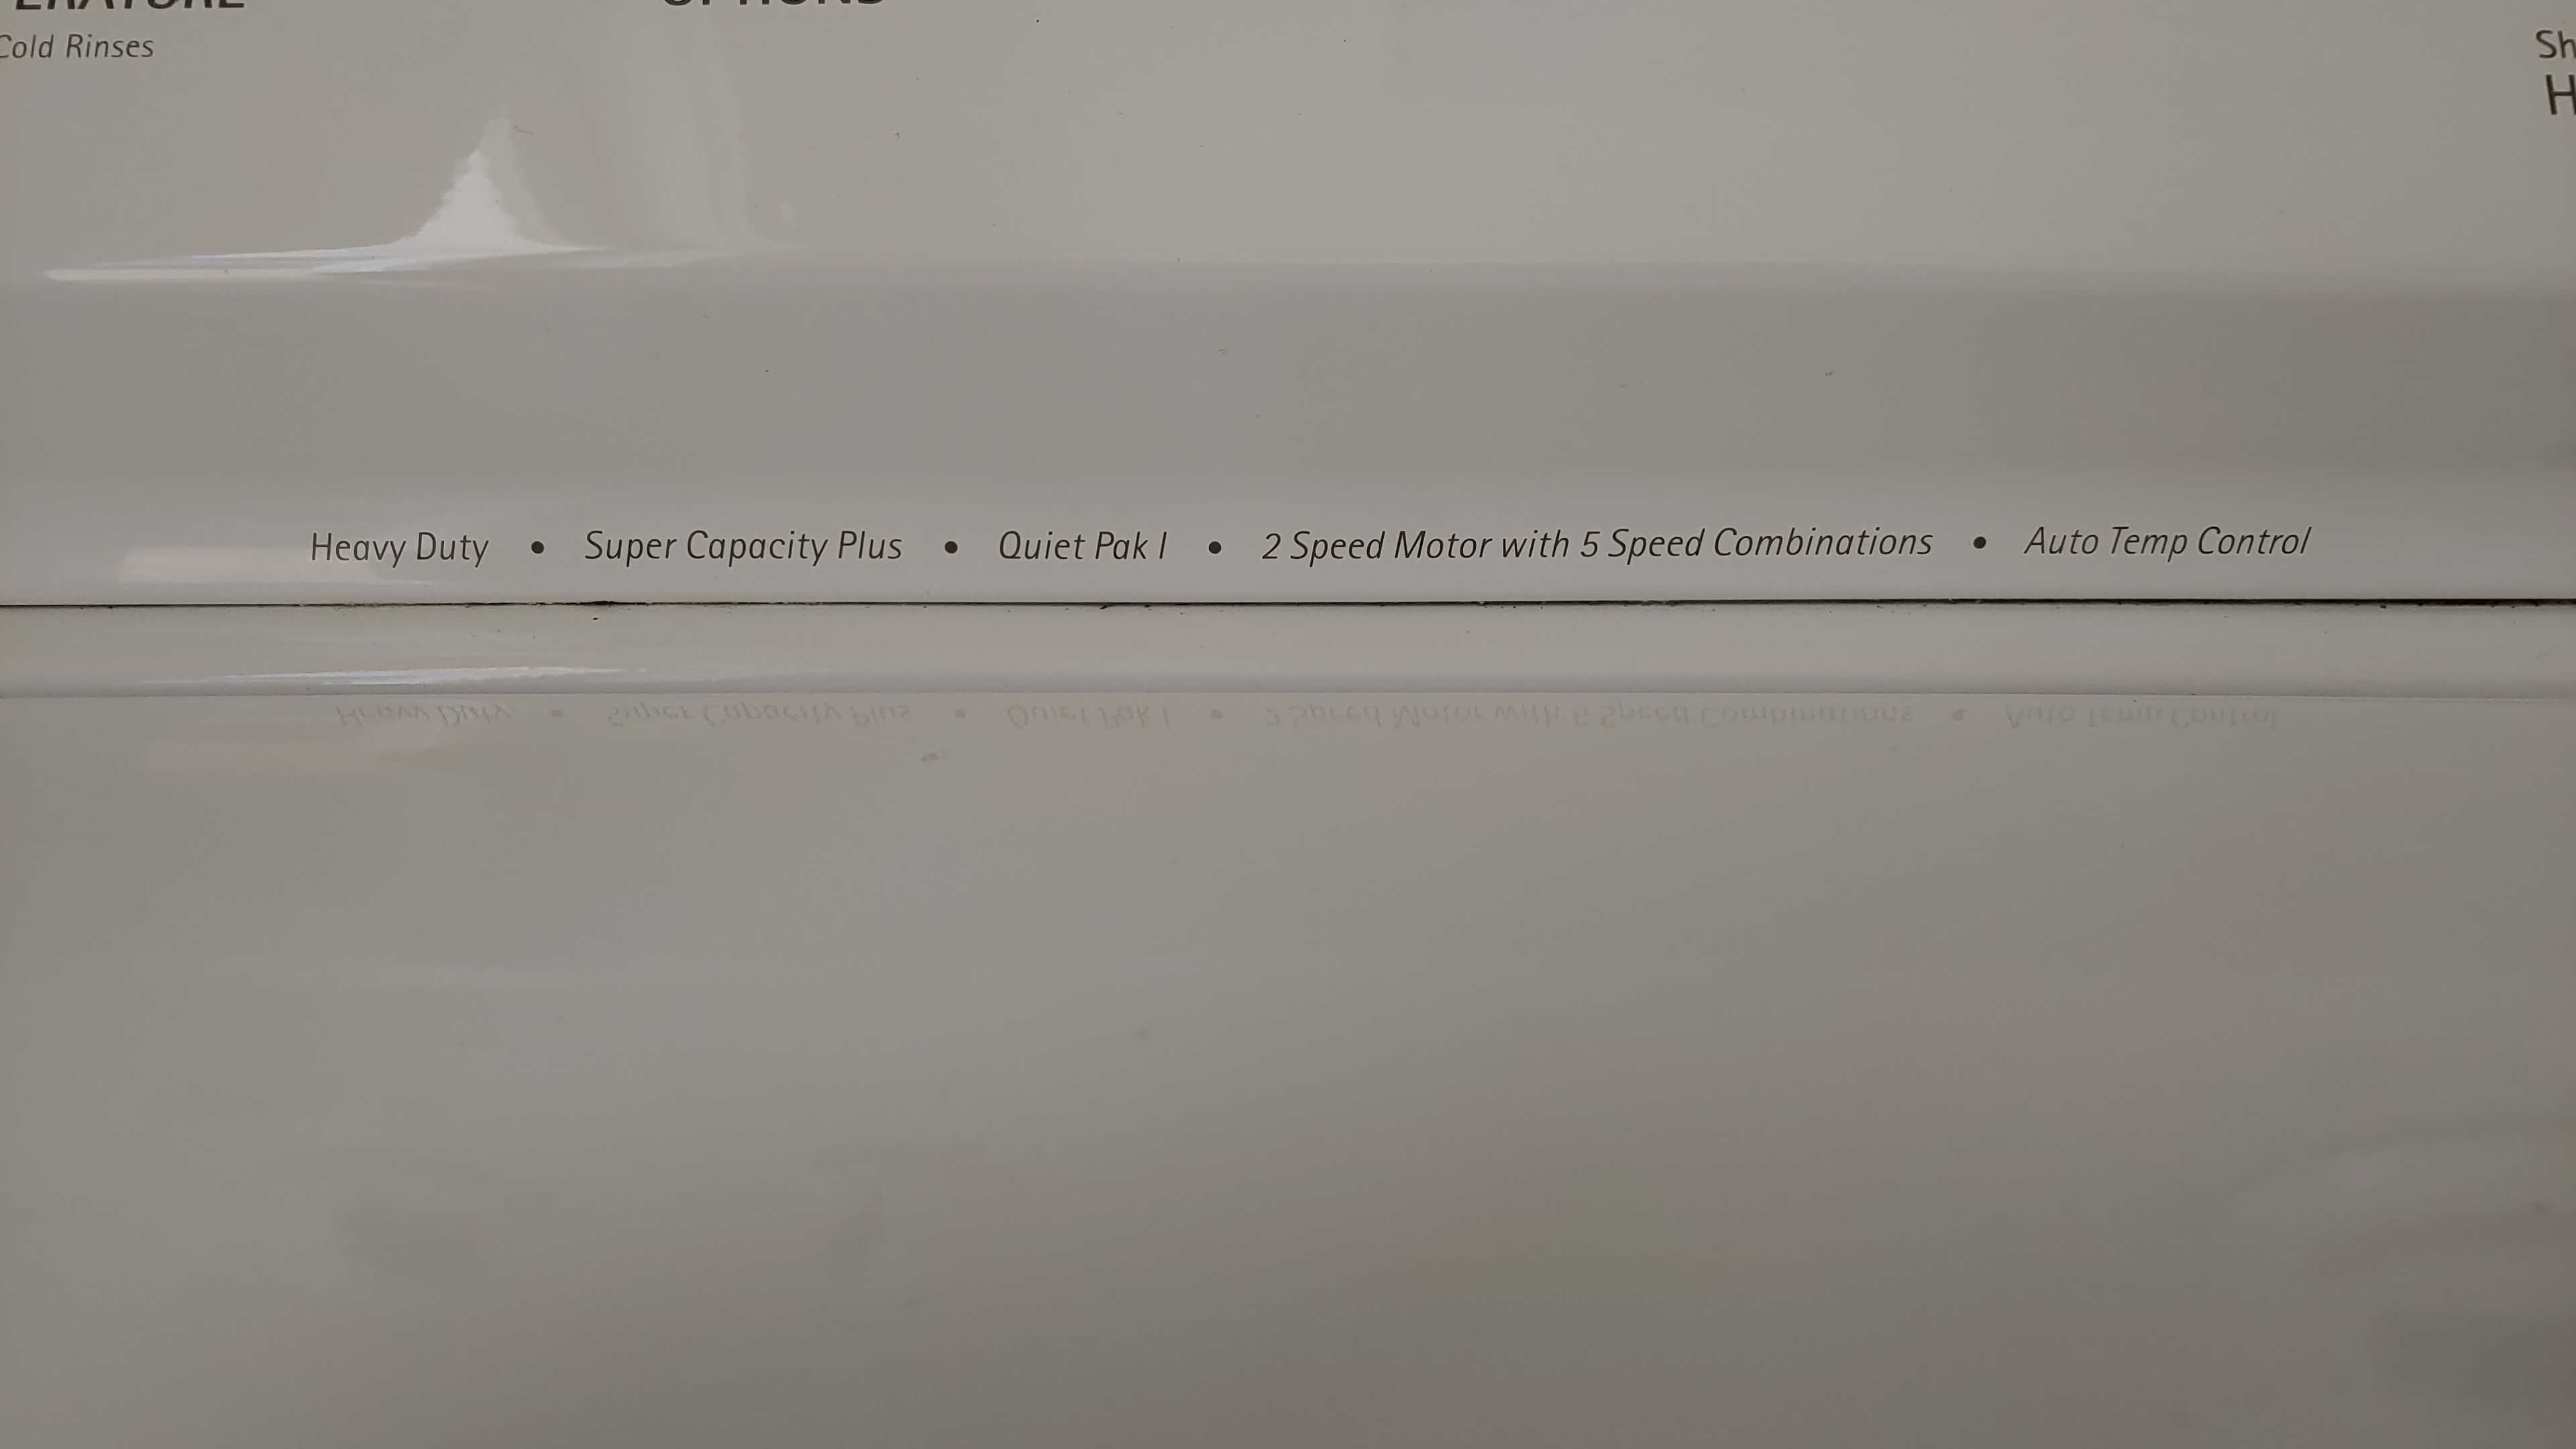 Cold Rinses
Heavy Duty • Super Capacity Plus • Quiet Pak I • 2 Speed Motor with 5 Speed Combinations • Auto Temp Control